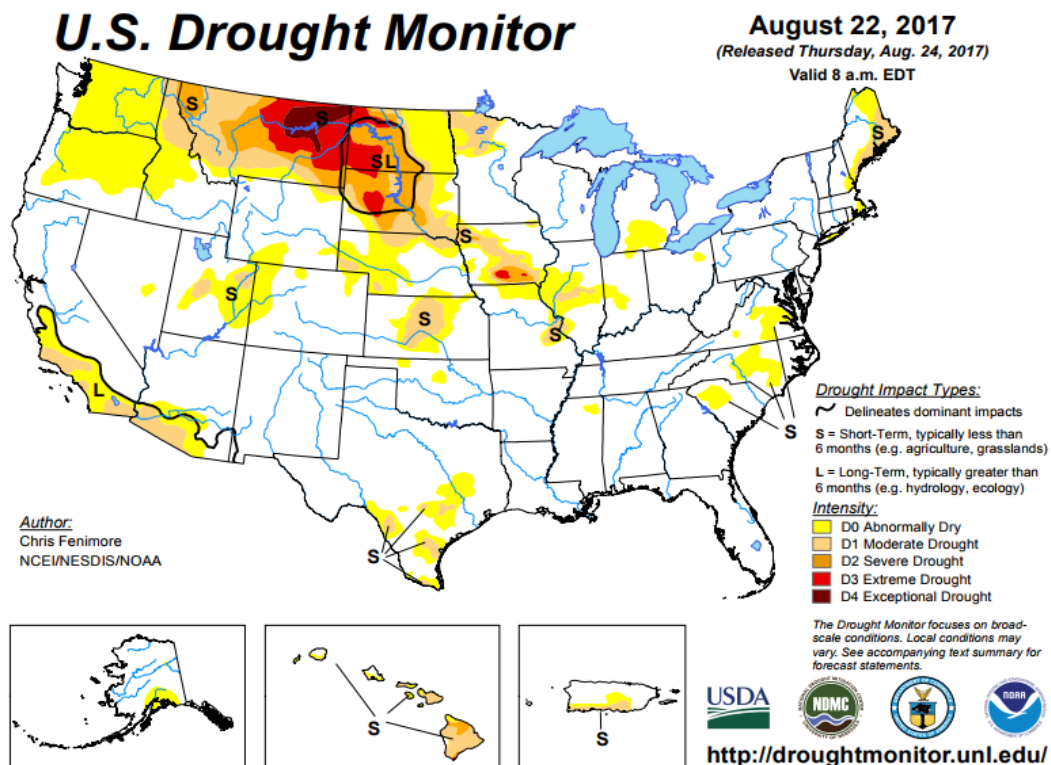 U.S. Drought Monitor
August 22, 2017
(Released Thursday, Aug. 24, 2017)
Valid 8 a.m. EDT
S
S
S
SL
S
S
S
S
S
L
S
S
Drought Impact Types:
Delineates dominant impacts
S = Short-Term, typically less than
6 months (e.g. agriculture, grasslands)
L = Long-Term, typically greater than
6 months (e.g. hydrology, ecology)
Intensity:
D0 Abnormally Dry
D1 Moderate Drought
D2 Severe Drought
D3 Extreme Drought
D4 Exceptional Drought
Author:
Chris Fenimore
NCEI/NESDIS/NOAA
The Drought Monitor focuses on broad-
scale conditions. Local conditions may
vary. See accompanying text summary for
forecast statements.
S
S
USDA
NDMC
NOAA
http://droughtmonitor.unl.edu/